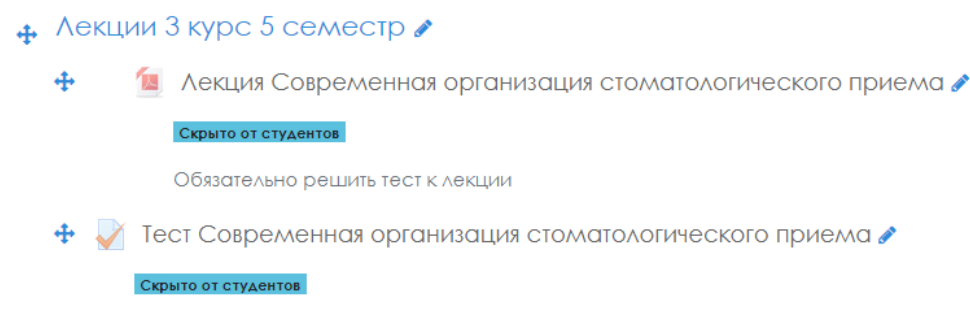 Лекции 3 курс 5 семестр
Лекция Современная организация стоматологического приема
Скрыто от студентов
Обязательно решить тест к лекции
Тест Современная организация стоматологического приема
Скрыто от студентов